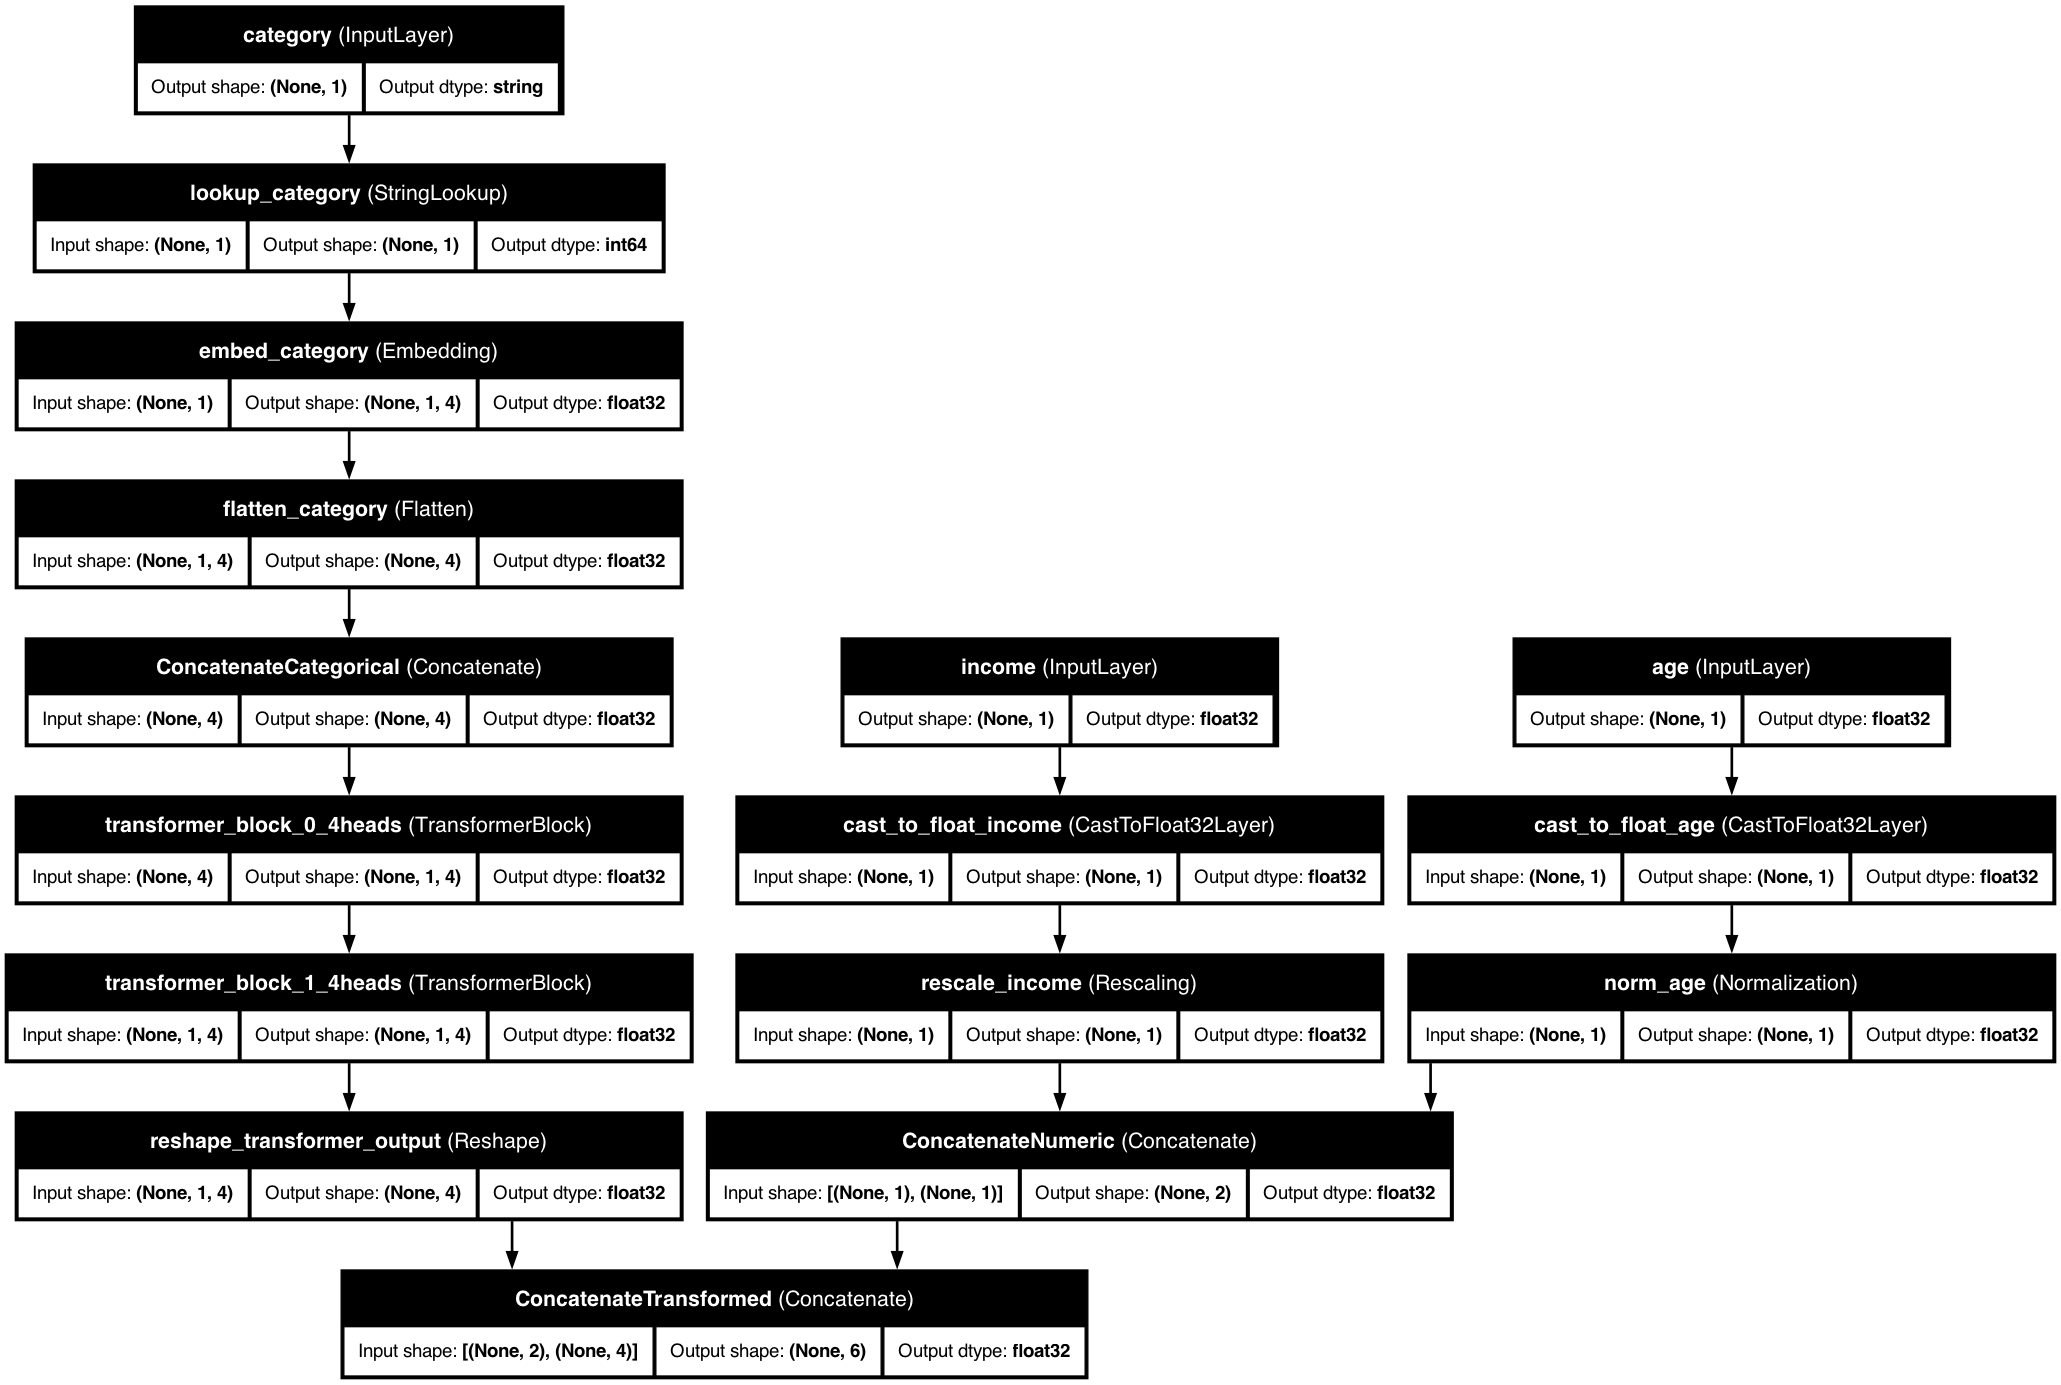 category (InputLayer)
Output shape: (None, 1) Output dtype: string
lookup_category (StringLookup)
Input shape: (None, 1) Output shape: (None, 1) Output dtype: int64
embed_category (Embedding)
Input shape: (None, 1) Output shape: (None, 1, 4) Output dtype: float32
flatten_category (Flatten)
Input shape: (None, 1, 4) Output shape: (None, 4) Output dtype: float32
ConcatenateCategorical (Concatenate)
Input shape: (None, 4) Output shape: (None, 4) Output dtype: float32
transformer_block_0_4heads (TransformerBlock)
Input shape: (None, 4) Output shape: (None, 1, 4) Output dtype: float32
transformer_block_1_4heads (TransformerBlock)
Input shape: (None, 1, 4) Output shape: (None, 1, 4) Output dtype: float32
reshape_transformer_output (Reshape)
Input shape: (None, 1, 4) Output shape: (None, 4) Output dtype: float32
income (InputLayer)
Output shape: (None, 1) Output dtype: float32
cast_to_float_income (CastToFloat32Layer)
Input shape: (None, 1) Output shape: (None, 1) Output dtype: float32
rescale_income (Rescaling)
Input shape: (None, 1) Output shape: (None, 1) Output dtype: float32
age (InputLayer)
Output shape: (None, 1) Output dtype: float32
cast_to_float_age (CastToFloat32Layer)
Input shape: (None, 1) Output shape: (None, 1) Output dtype: float32
norm_age (Normalization)
Input shape: (None, 1) Output shape: (None, 1) Output dtype: float32
ConcatenateNumeric (Concatenate)
Input shape: [(None, 1), (None, 1)] Output shape: (None, 2) Output dtype: float32
ConcatenateTransformed (Concatenate)
Input shape: [(None, 2), (None, 4)] Output shape: (None, 6) Output dtype: float32